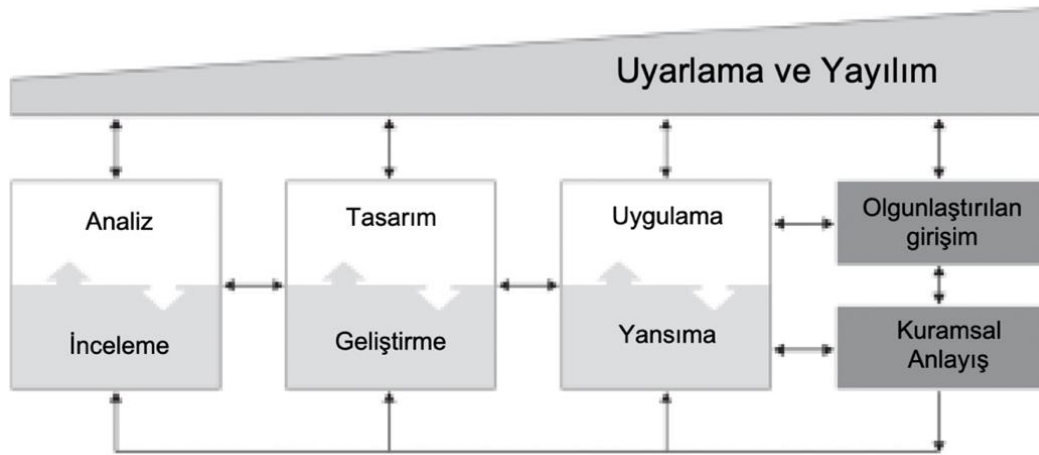 Uyarlama ve Yayılım
Analiz
İnceleme
Tasarım
Geliştirme
Uygulama
Yansıma
Olgunlaştırılan
girişim
Kuramsal
Anlayış